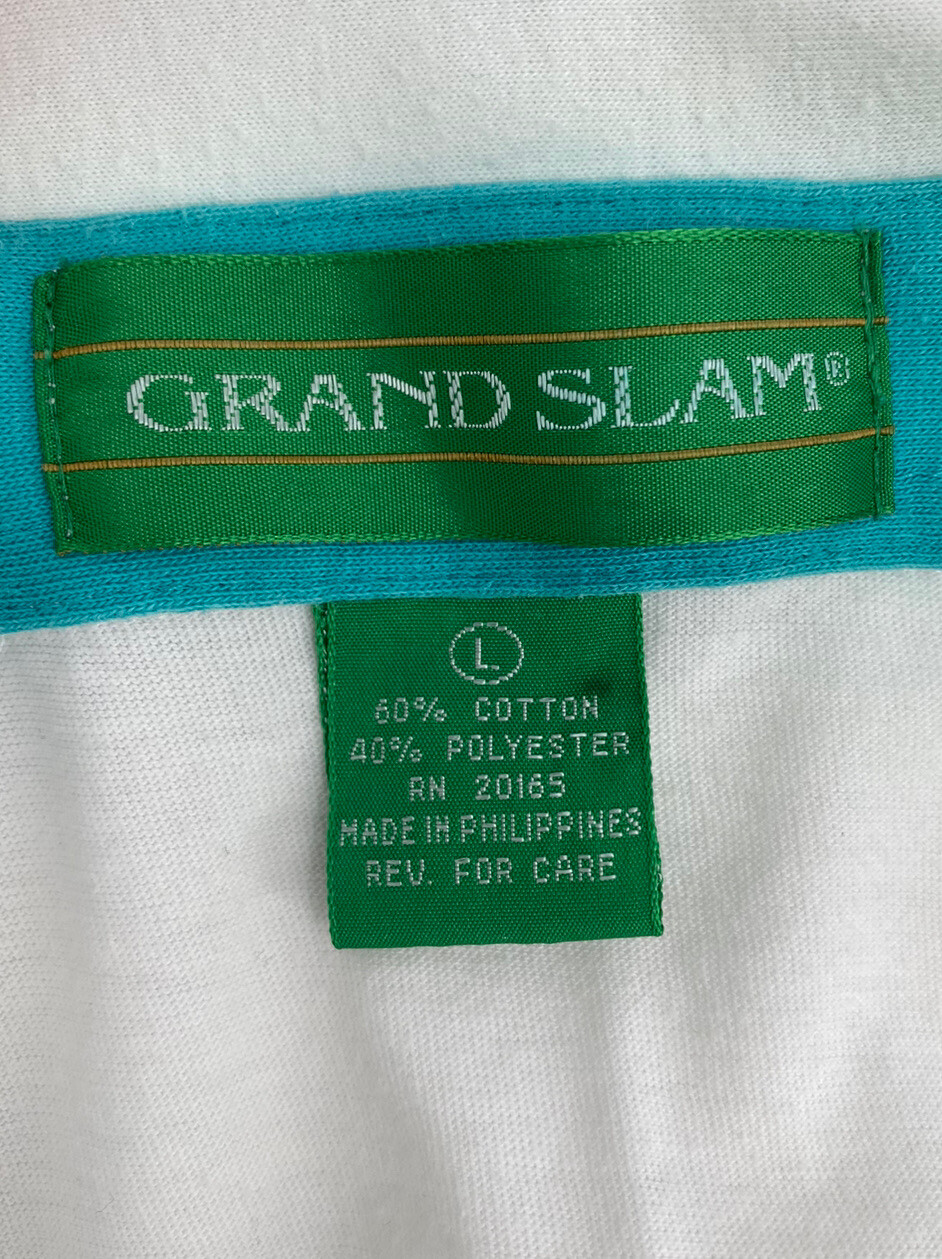 GRAND SLAM®
L
60% COTTON
40% POLYESTER
RN 20165
MADE IN PHILIPPINES
REV. FOR CARE